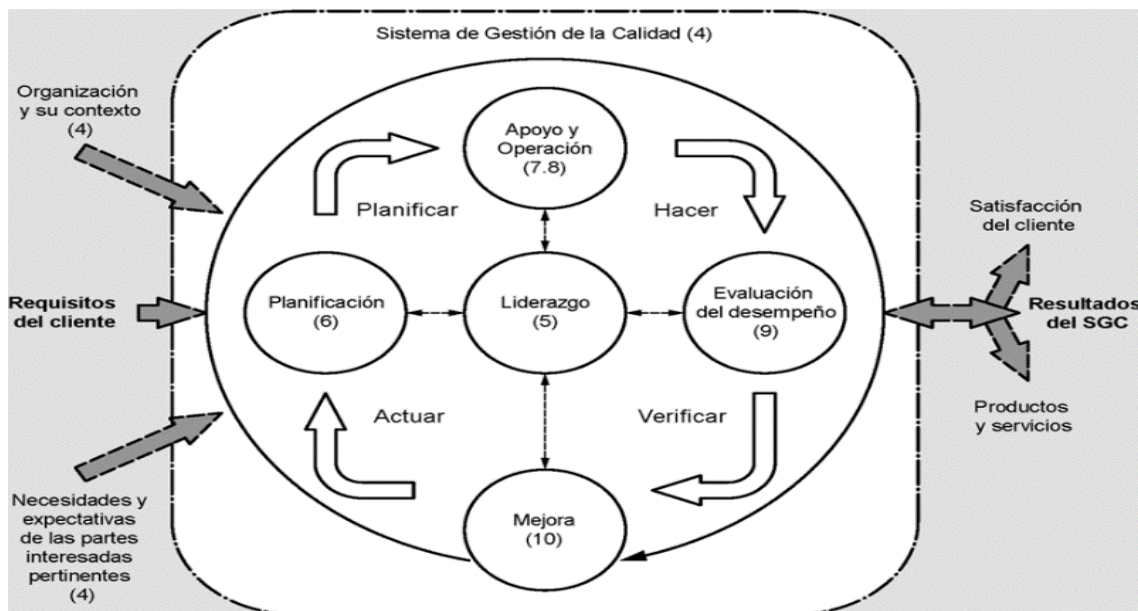 Sistema de Gestión de la Calidad (4)
Organización
y su contexto
(4)
Apoyo y
Operación
(7.8)
Planificar
Hacer
Satisfacción
del cliente
Requisitos
del cliente
Planificación
(6)
Liderazgo
(5)
Evaluación
del desempeño
(9)
Resultados
del SGC
Actuar
Verificar
Productos
y servicios
Necesidades y
expectativas
de las partes
interesadas
pertinentes
(4)
Mejora
(10)